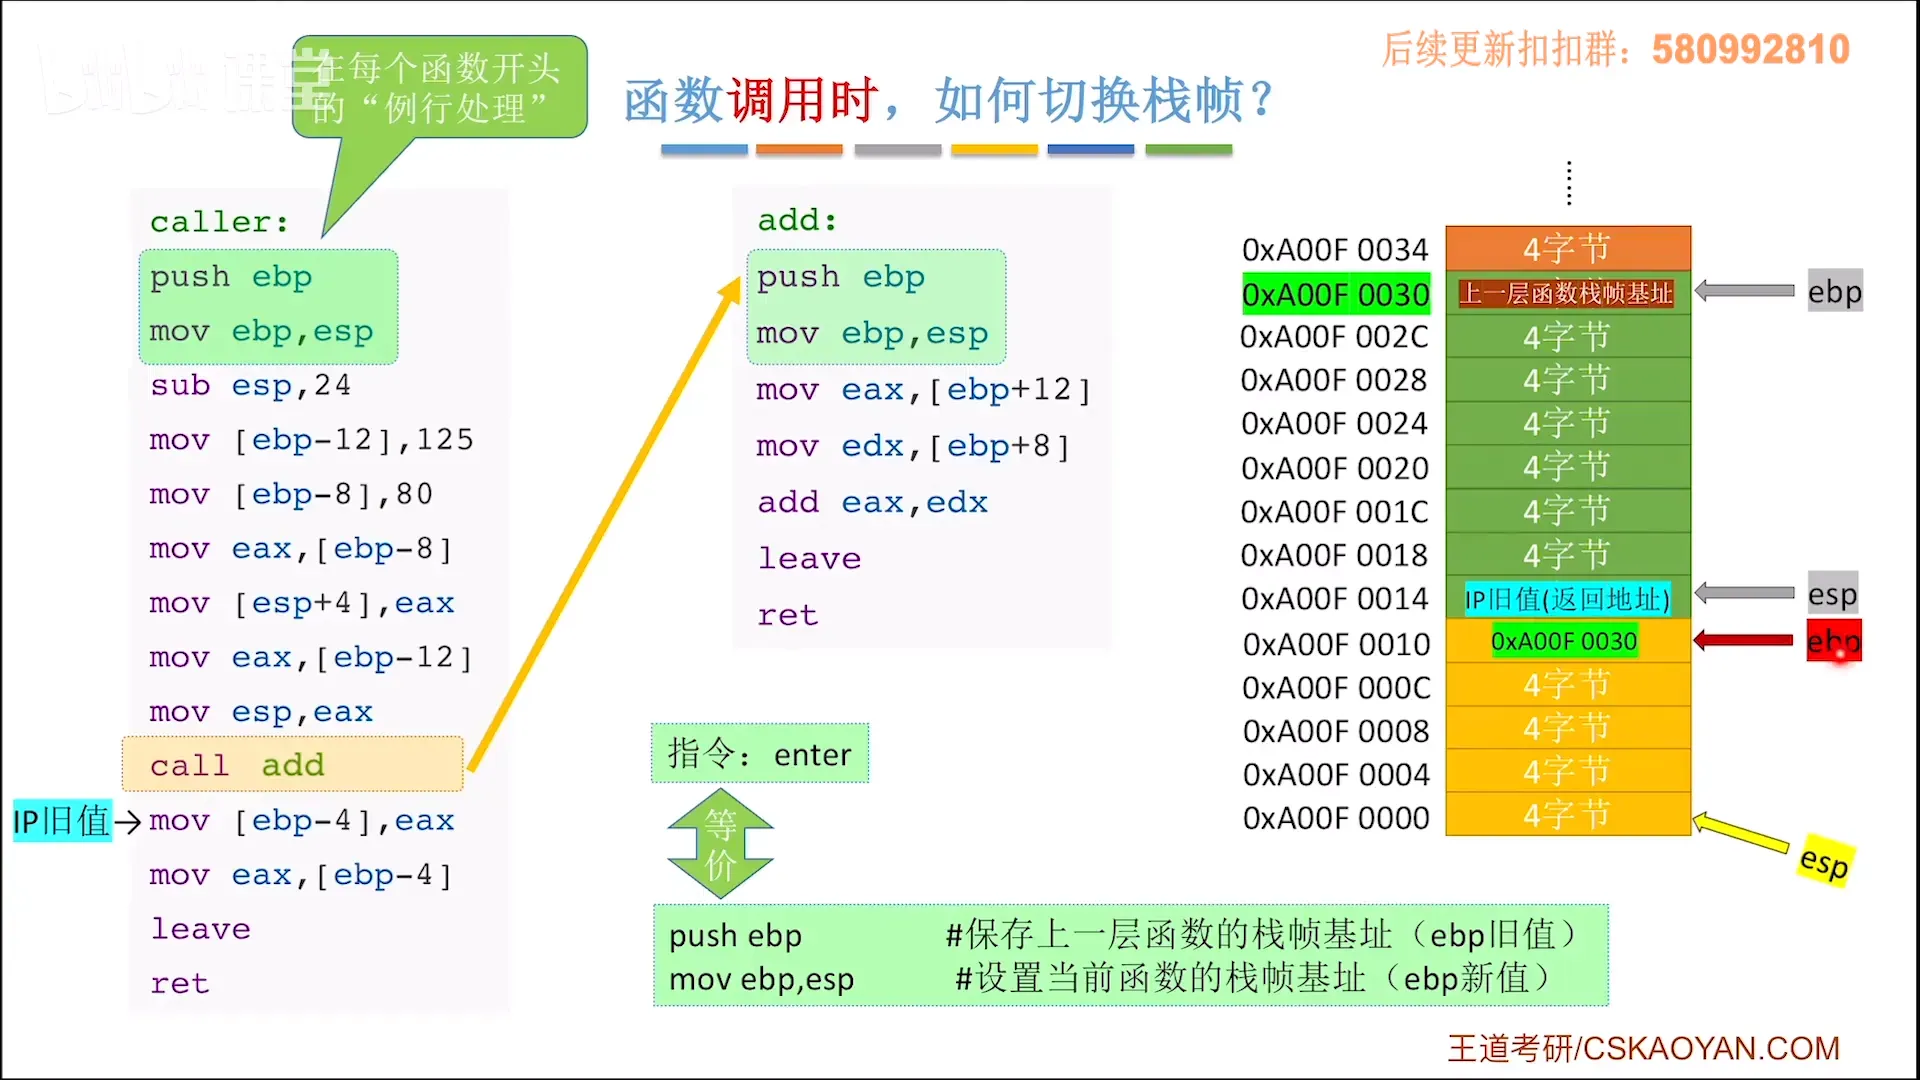 bilibili 课堂
后续更新扣扣群：580992810
在每个函数开头
的“例行处理”
函数调用时，如何切换栈帧？
caller:
push ebp
mov ebp,esp
sub esp,24
mov [ebp-12],125
mov [ebp-8],80
mov eax,[ebp-8]
mov [esp+4],eax
mov eax,[ebp-12]
mov esp,eax
call add
IP旧值→mov [ebp-4],eax
mov eax,[ebp-4]
leave
ret
add:
push ebp
mov ebp,esp
mov eax,[ebp+12]
mov edx,[ebp+8]
add eax,edx
leave
ret
指令：enter
等
价
push ebp #保存上一层函数的栈帧基址（ebp旧值）
mov ebp,esp #设置当前函数的栈帧基址（ebp新值）
0xA00F 0034 4字节
0xA00F 0030 上一层函数栈帧基址 ebp
0xA00F 002C 4字节
0xA00F 0028 4字节
0xA00F 0024 4字节
0xA00F 0020 4字节
0xA00F 001C 4字节
0xA00F 0018 4字节
0xA00F 0014 IP旧值(返回地址) esp
0xA00F 0010 0xA00F 0030 ebp
0xA00F 000C 4字节
0xA00F 0008 4字节
0xA00F 0004 4字节
0xA00F 0000 4字节
esp
王道考研/CSKAOYAN.COM